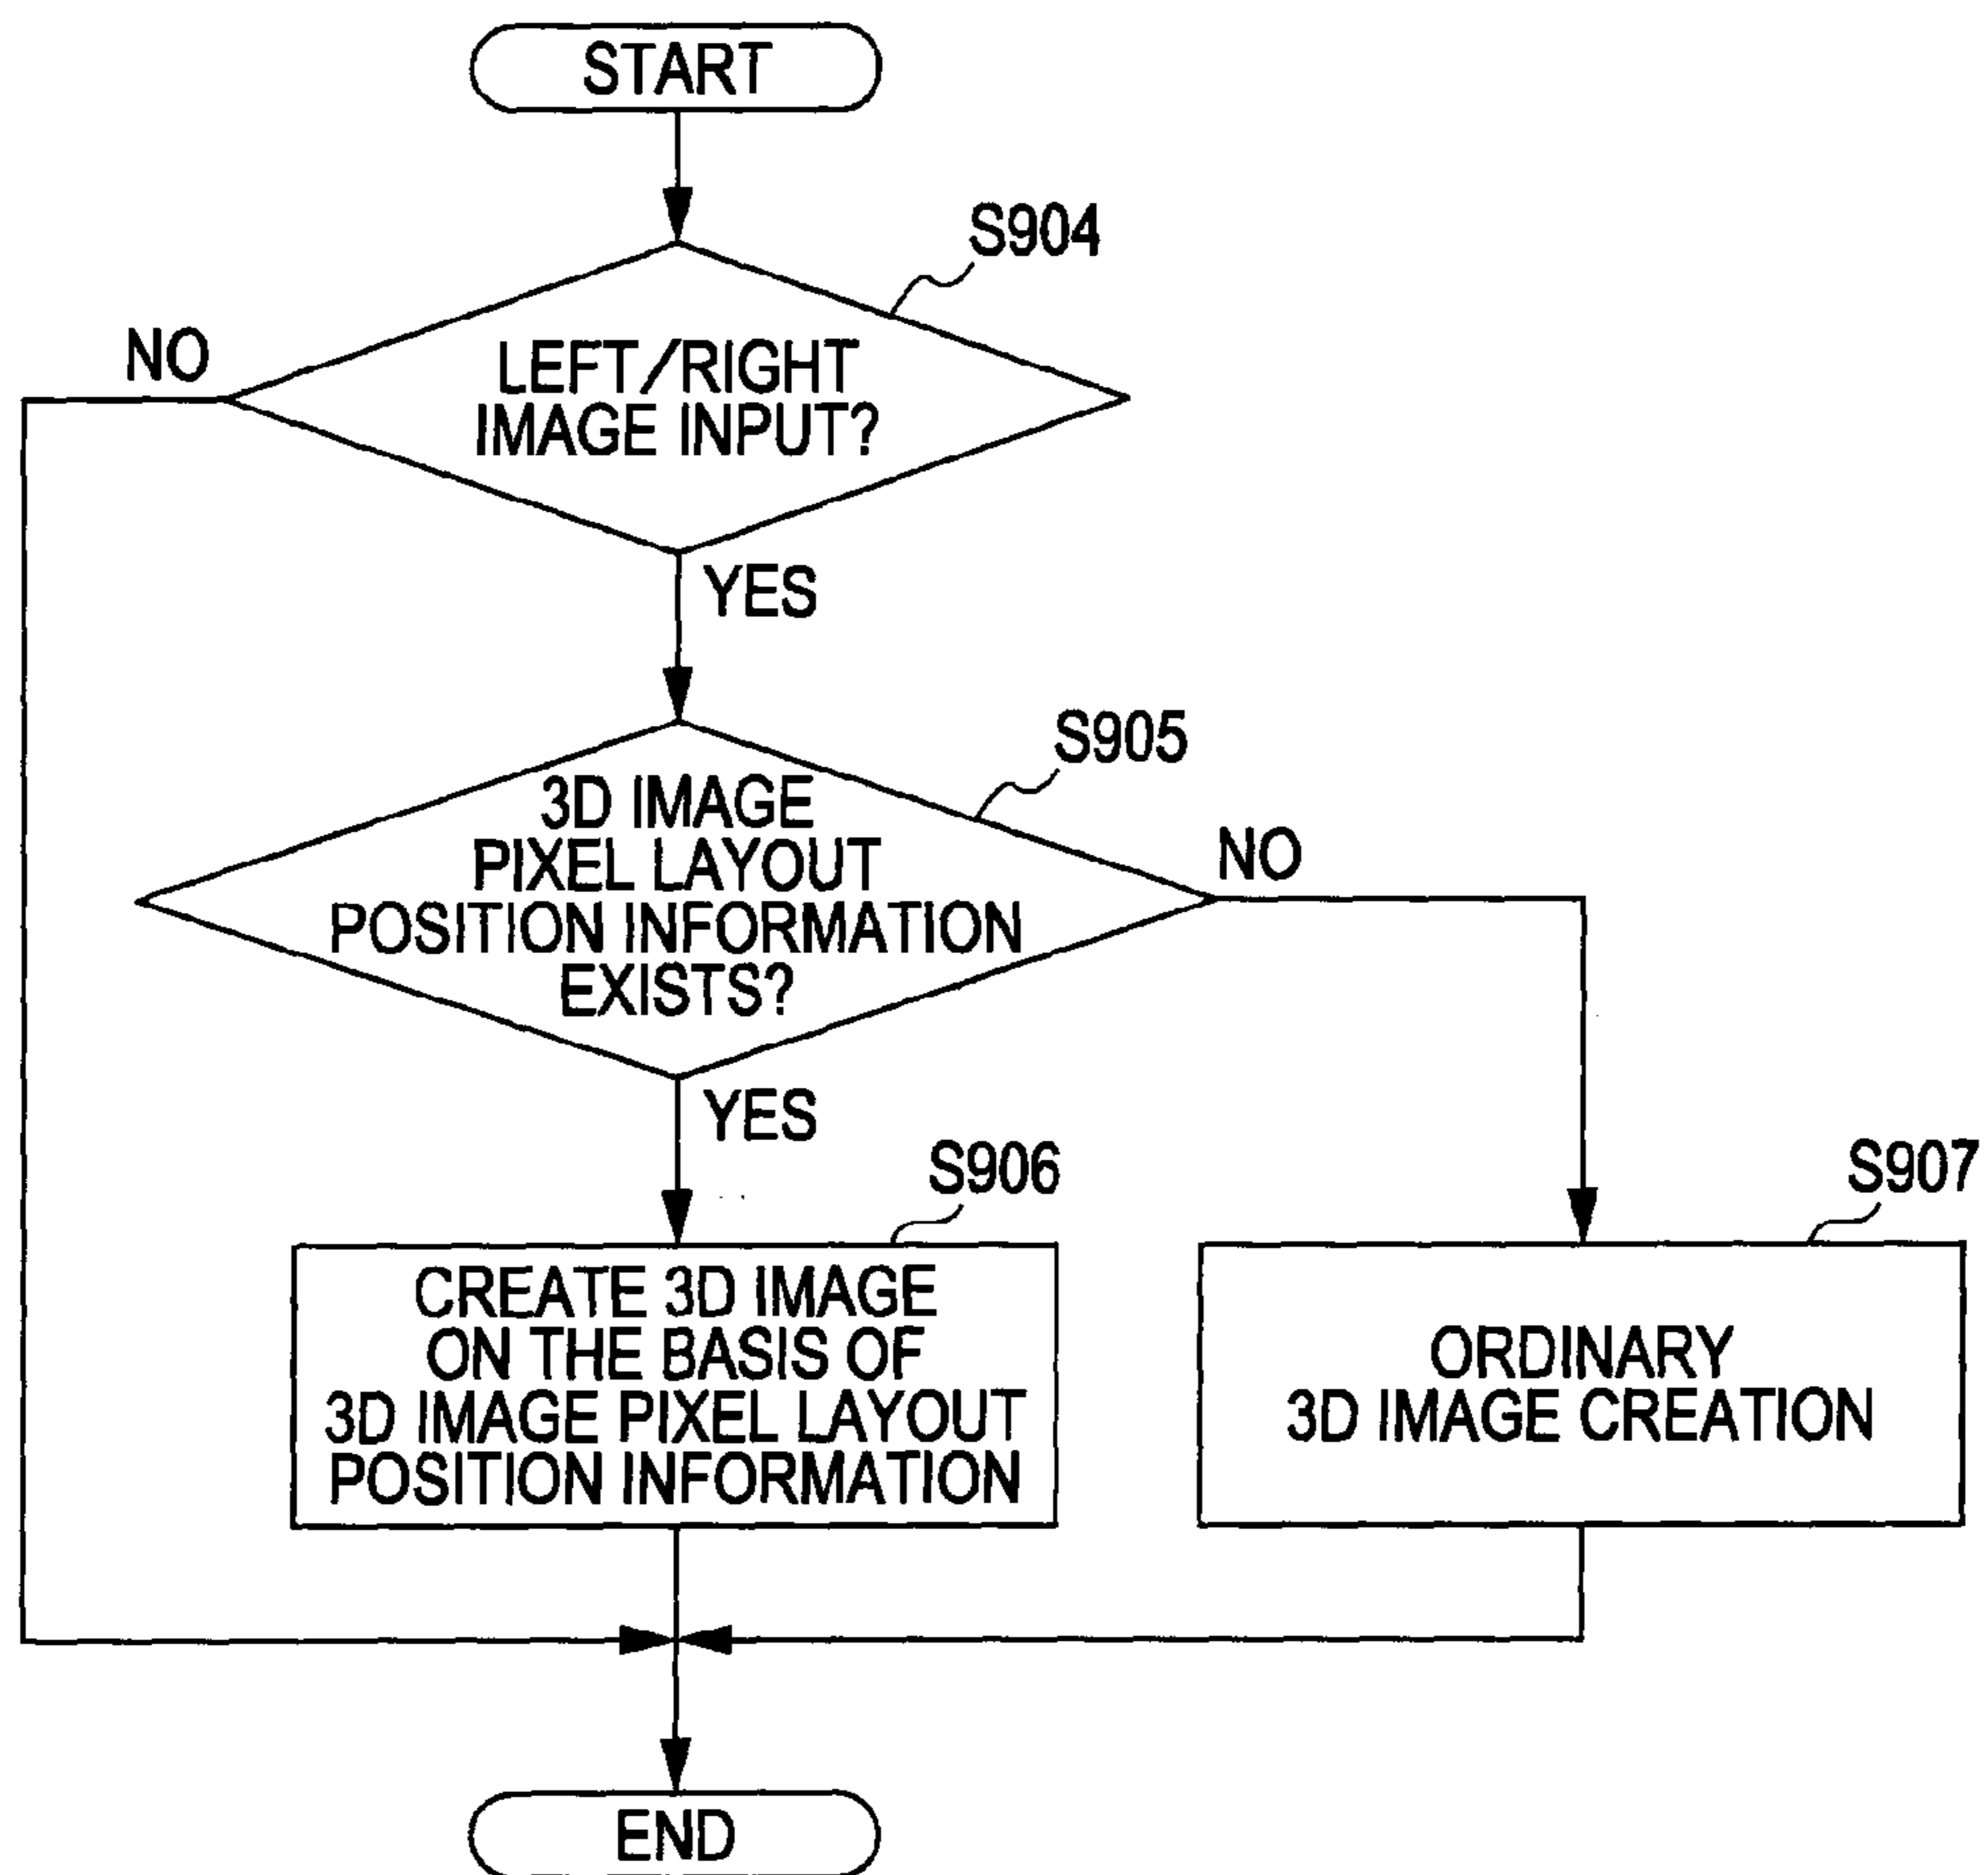 START
S904
NO
LEFT/RIGHT
IMAGE INPUT?
YES
S905
3D IMAGE
PIXEL LAYOUT
POSITION INFORMATION
EXISTS?
NO
YES
S906
S907
CREATE 3D IMAGE
ON THE BASIS OF
3D IMAGE PIXEL LAYOUT
POSITION INFORMATION
ORDINARY
3D IMAGE CREATION
END